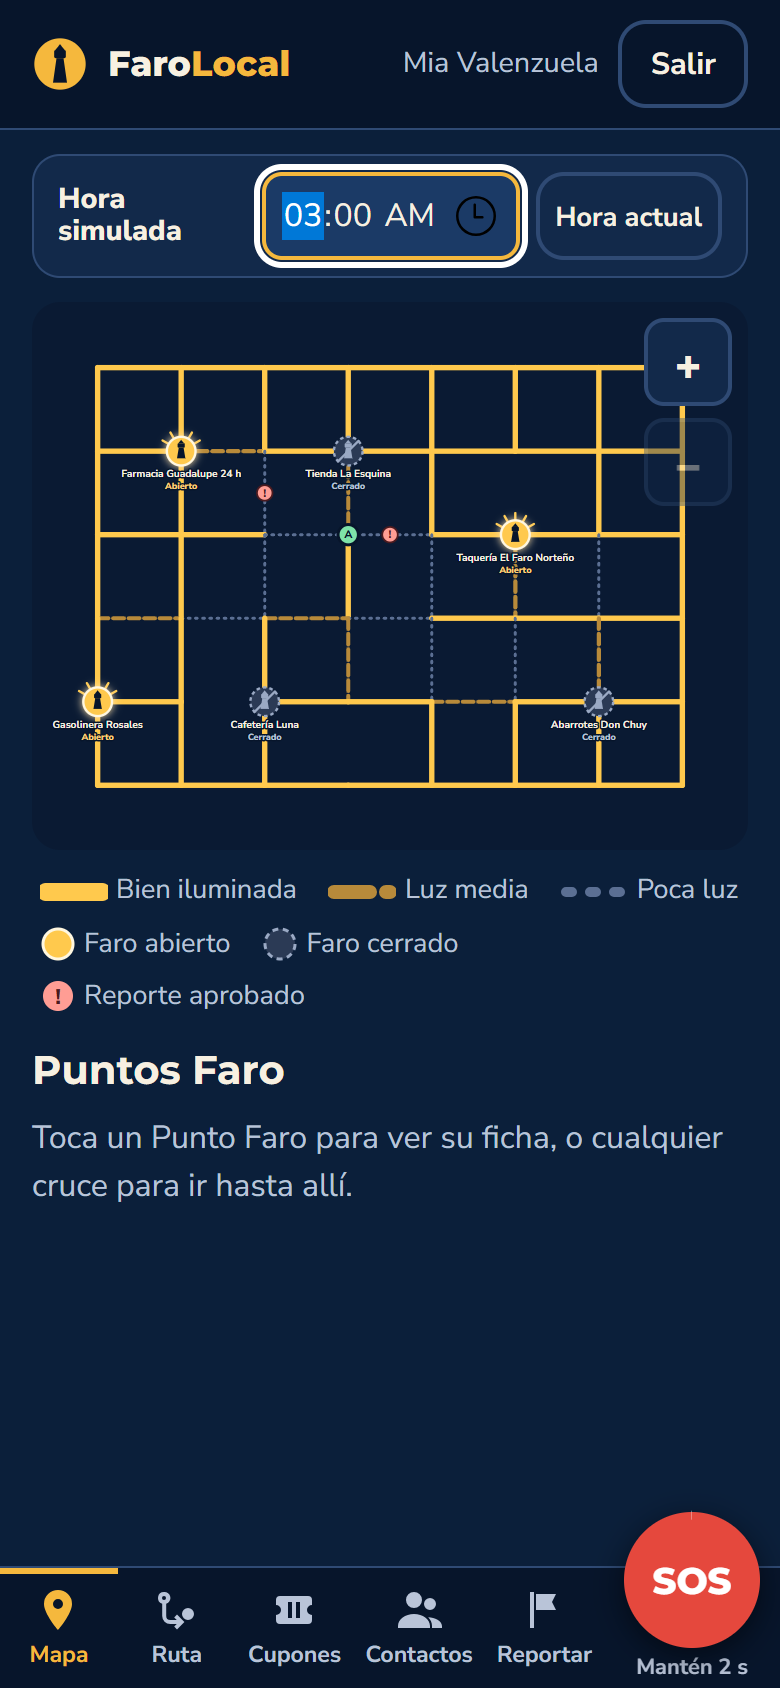 FaroLocal
Mia Valenzuela
Salir
Hora
simulada
03:00 AM
Hora actual
+
−
Farmacia Guadalupe 24 h
Abierto
Tienda La Esquina
Cerrado
!
A
!
Taquería El Faro Norteño
Abierto
Gasolinera Rosales
Abierto
Cafetería Luna
Cerrado
Abarrotes Don Chuy
Cerrado
Bien iluminada
Luz media
Poca luz
Faro abierto
Faro cerrado
! Reporte aprobado
Puntos Faro
Toca un Punto Faro para ver su ficha, o cualquier
cruce para ir hasta allí.
Mapa
Ruta
Cupones
Contactos
Reportar
SOS
Mantén 2 s